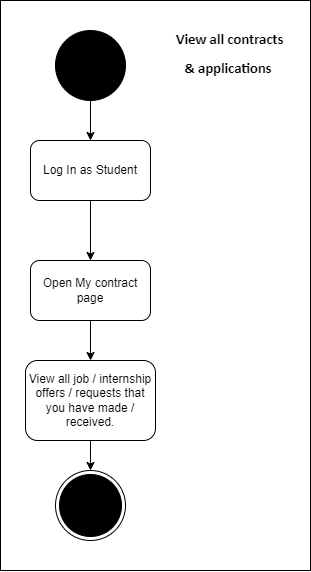 View all contracts
& applications
Log In as Student
Open My contract
page
View all job / internship
offers / requests that
you have made /
received.